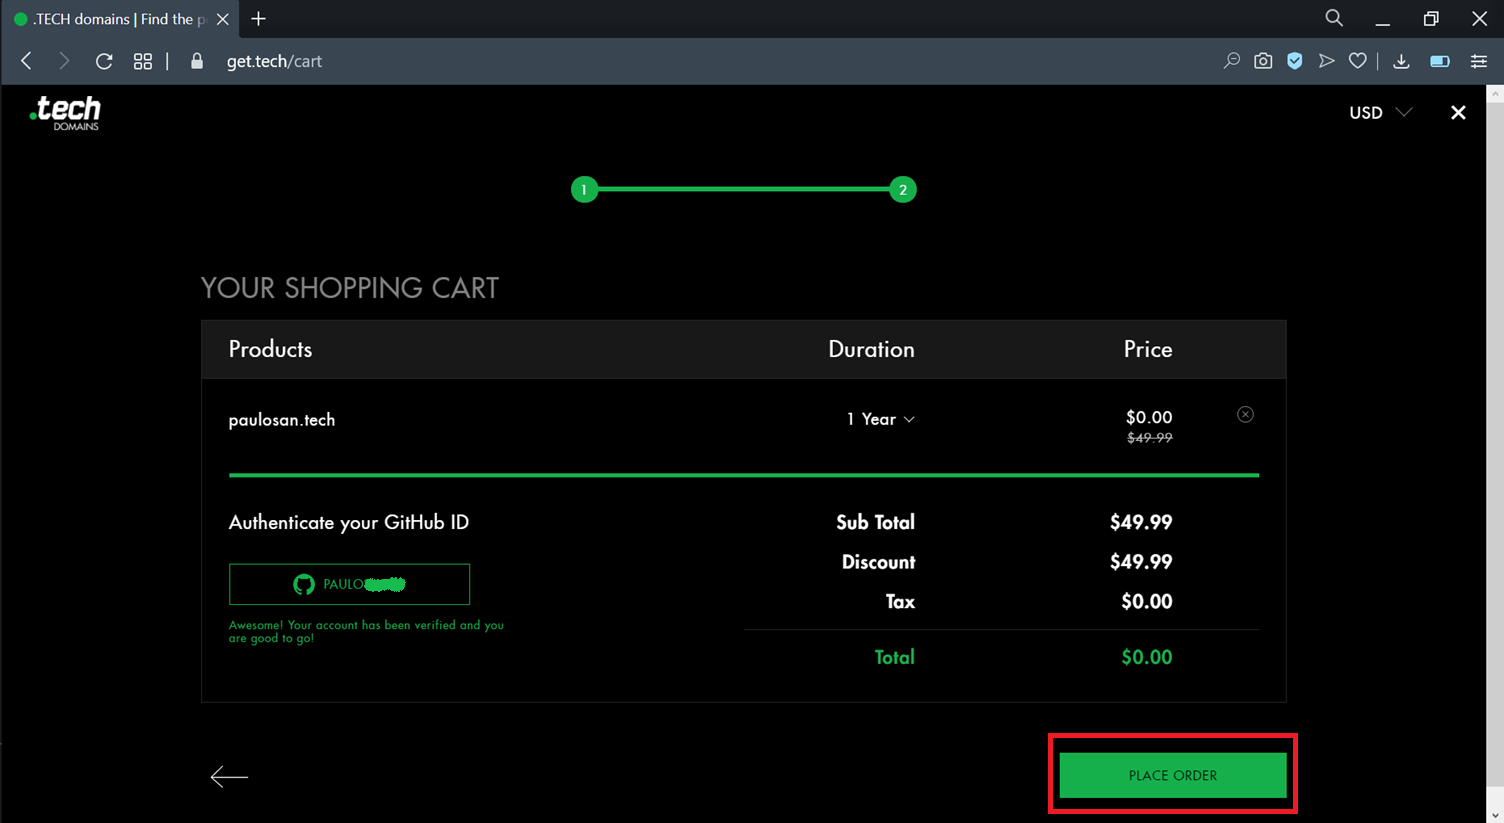 .TECH domains | Find the p
get.tech/cart
.tech
DOMAINS
USD
1
2
YOUR SHOPPING CART
Products Duration Price
paulosan.tech 1 Year $0.00
$49.99
Authenticate your GitHub ID
PAULO
Awesome! Your account has been verified and you
are good to go!
Sub Total $49.99
Discount $49.99
Tax $0.00
Total $0.00
PLACE ORDER